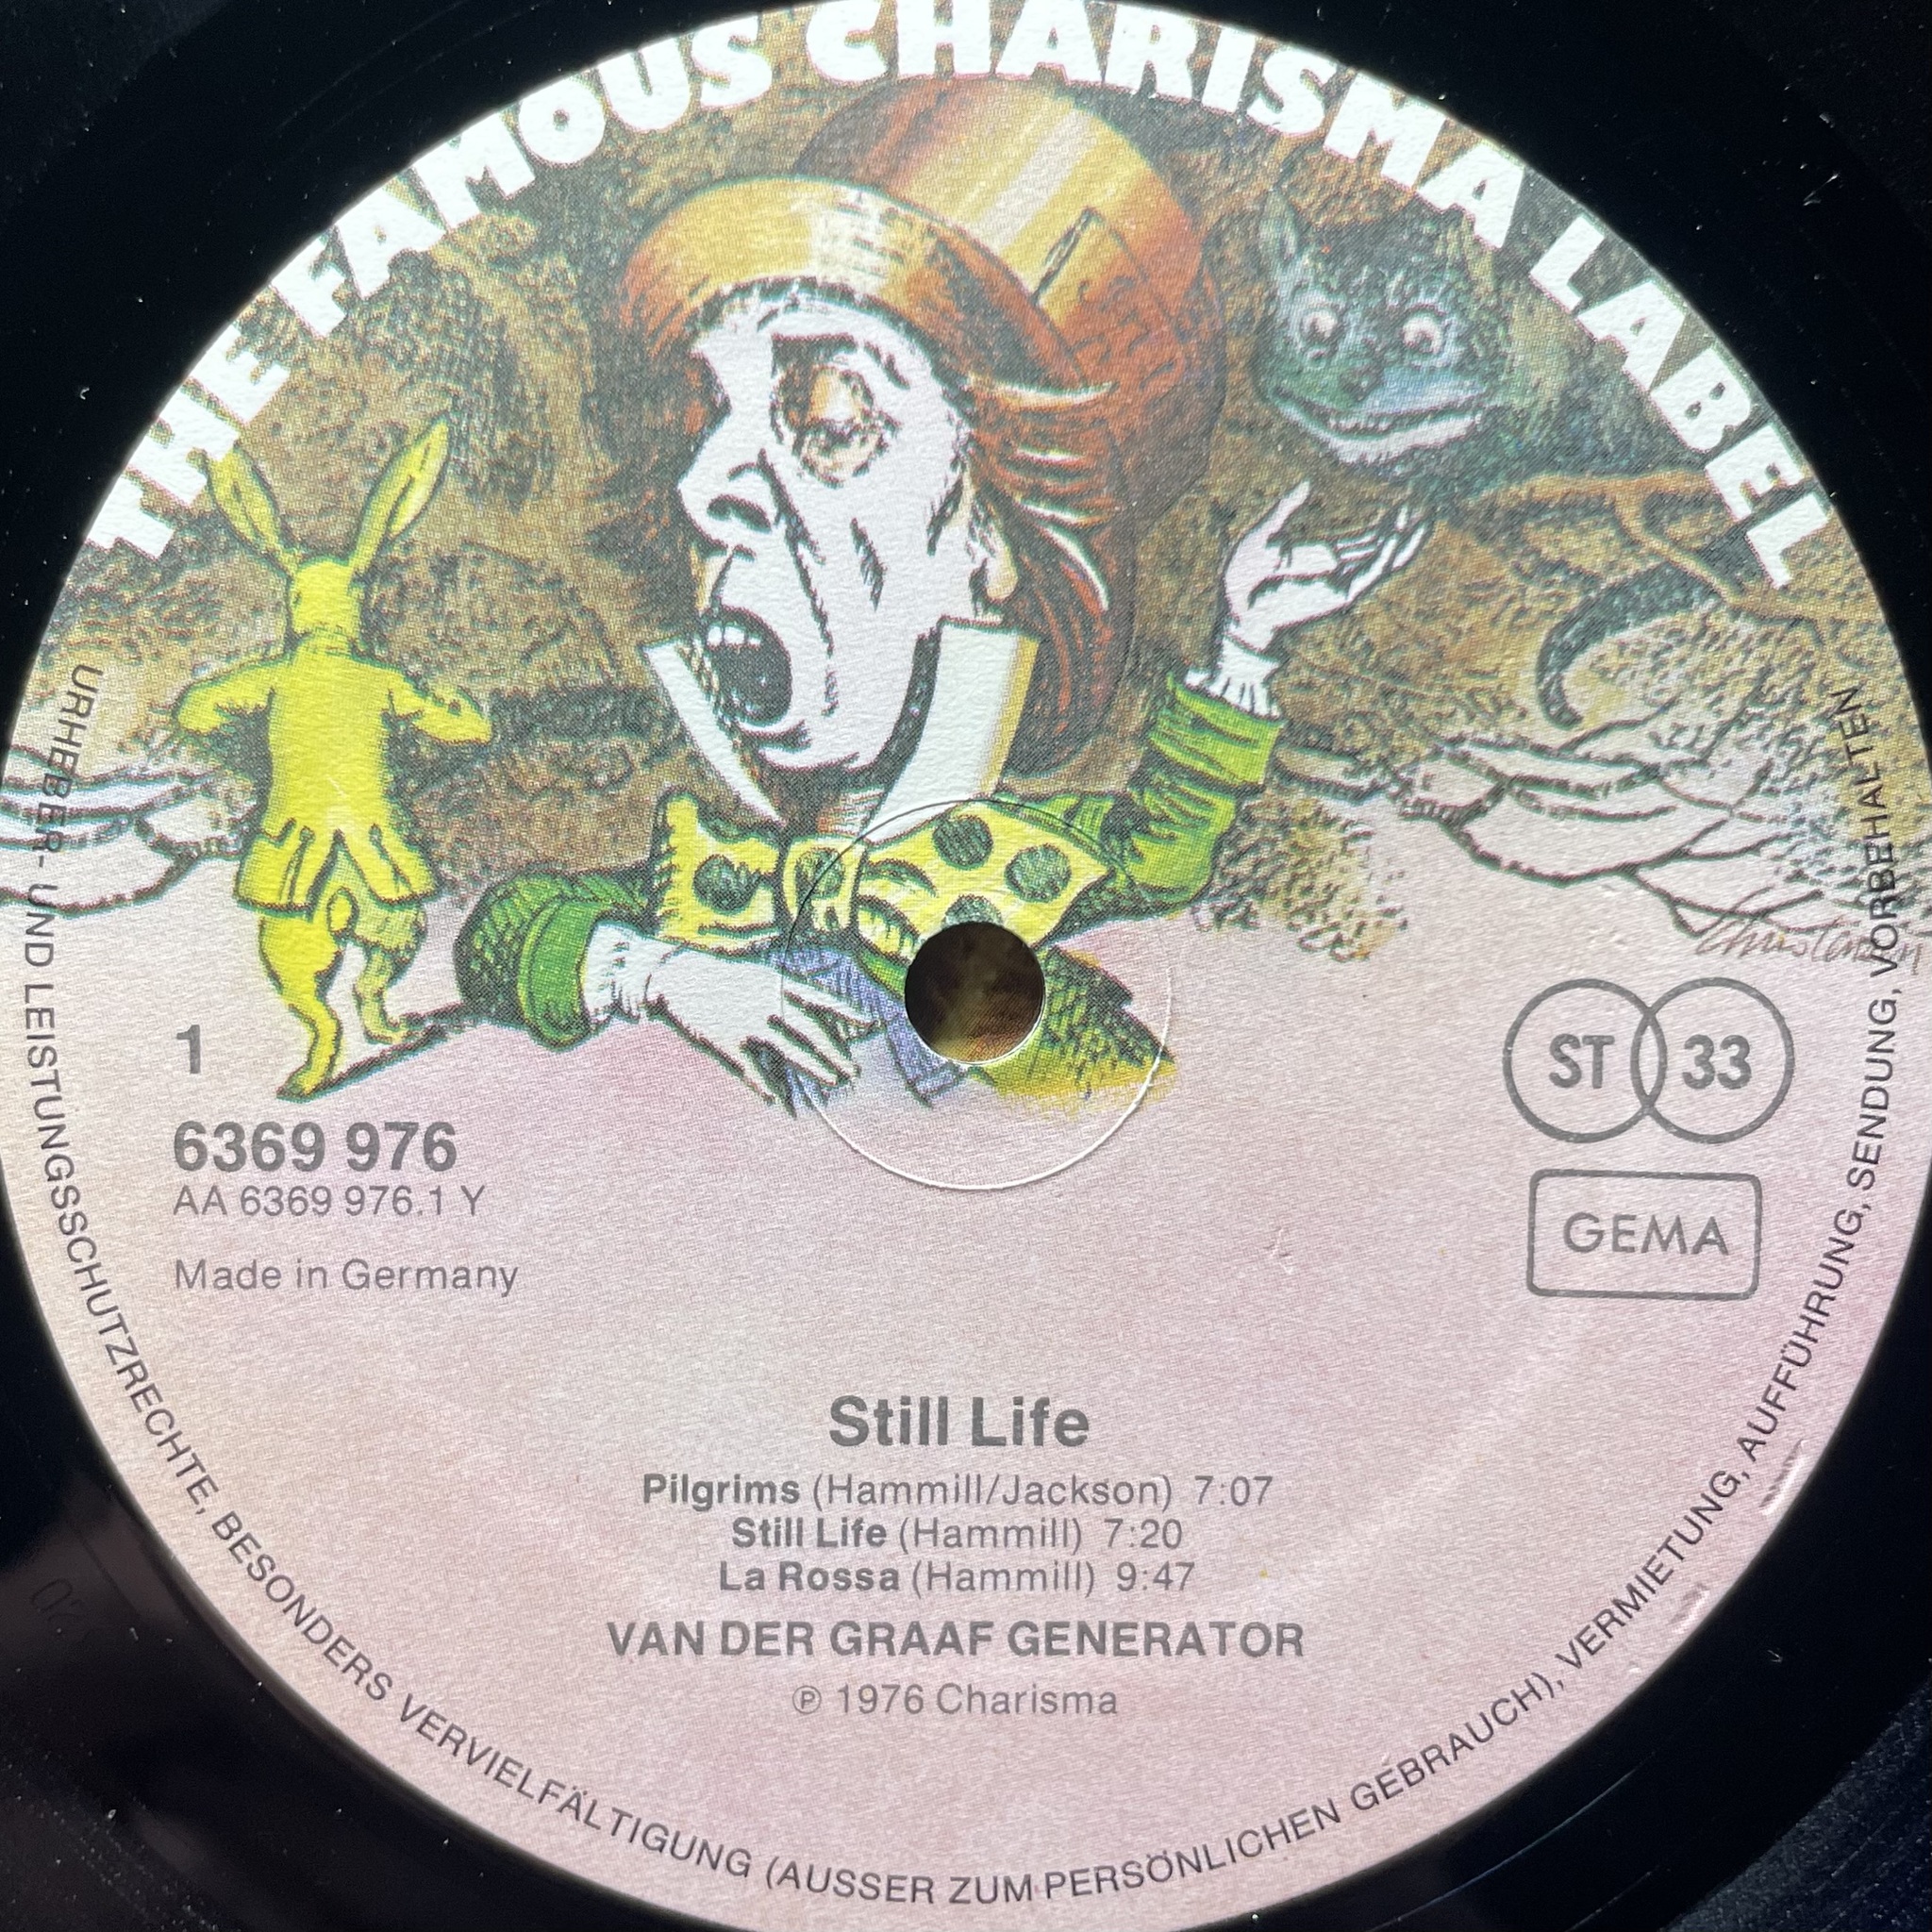 THE FAMOUS CHARISMA LABEL
1
6369 976
AA 6369 976.1 Y
Made in Germany
ST 33
GEMA
Still Life
Pilgrims (Hammill/Jackson) 7:07
Still Life (Hammill) 7:20
La Rossa (Hammill) 9:47
VAN DER GRAAF GENERATOR
℗ 1976 Charisma
URHEBER- UND LEISTUNGSSCHUTZRECHTE, BESONDERS VERVIELFÄLTIGUNG (AUSSER ZUM PERSÖNLICHEN GEBRAUCH), VERMIETUNG, AUFFÜHRUNG, SENDUNG, VORBEHALTEN